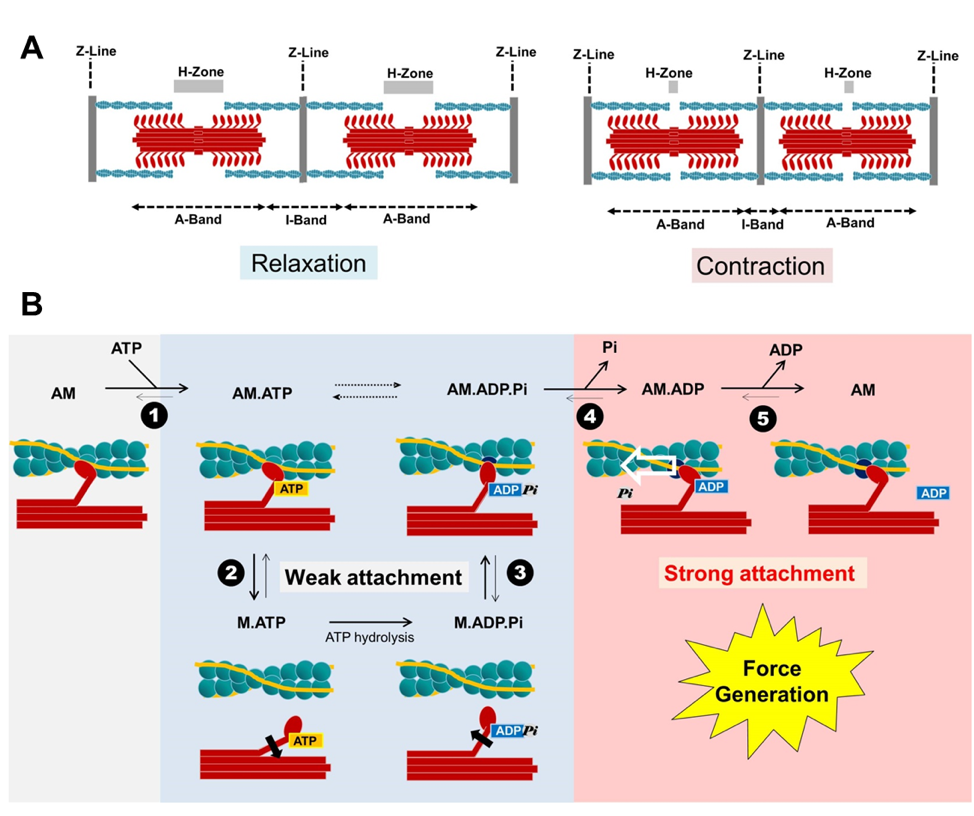 A
Z-Line
Z-Line
Z-Line
H-Zone
H-Zone
A-Band
I-Band
A-Band
Relaxation
Z-Line
Z-Line
Z-Line
H-Zone
H-Zone
A-Band
I-Band
A-Band
Contraction
B
ATP
Pi
ADP
AM
AM.ATP
AM.ADP.Pi
AM.ADP
AM
1
4
5
ATP
ADP Pi
Pi
ADP
ADP
2
Weak attachment
3
Strong attachment
M.ATP
ATP hydrolysis
M.ADP.Pi
ATP
ADP Pi
Force
Generation